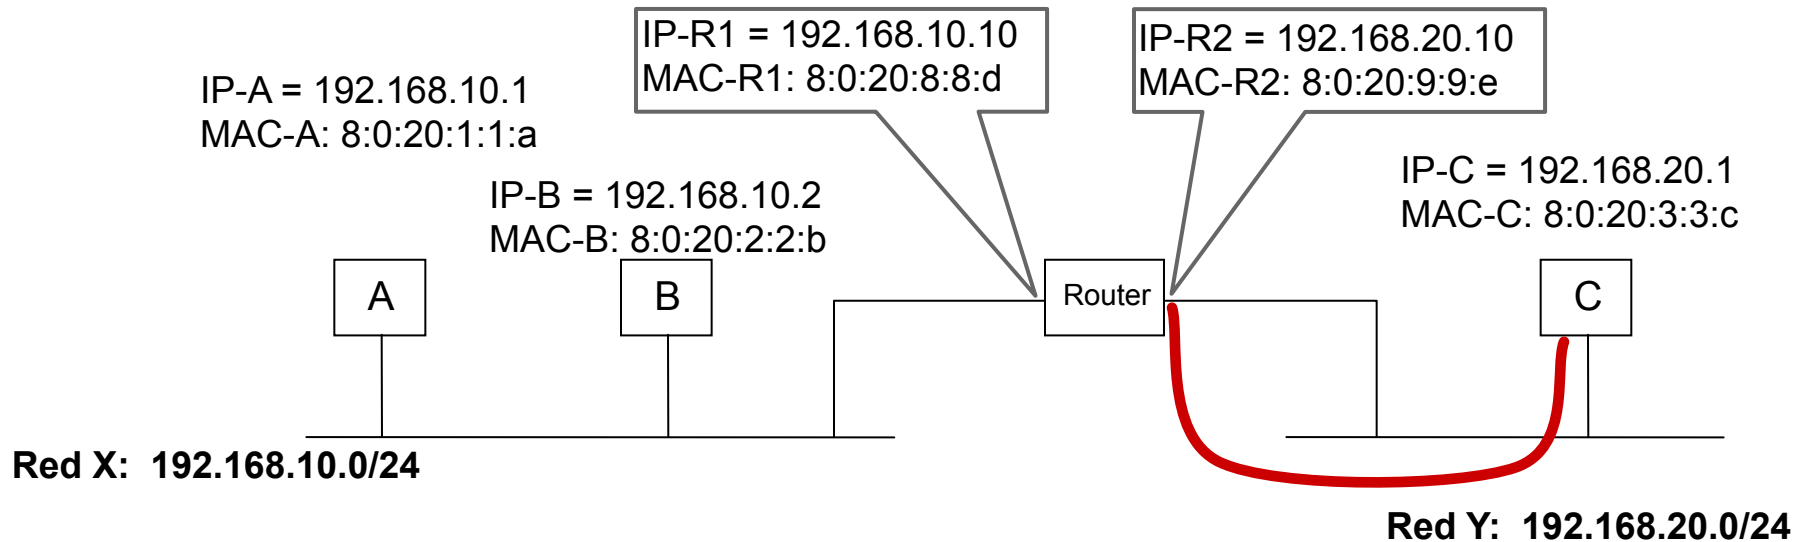 IP-R1 = 192.168.10.10
MAC-R1: 8:0:20:8:8:d
IP-R2 = 192.168.20.10
MAC-R2: 8:0:20:9:9:e
IP-A = 192.168.10.1
MAC-A: 8:0:20:1:1:a
IP-B = 192.168.10.2
MAC-B: 8:0:20:2:2:b
IP-C = 192.168.20.1
MAC-C: 8:0:20:3:3:c
A
B
Router
C
Red X: 192.168.10.0/24
Red Y: 192.168.20.0/24